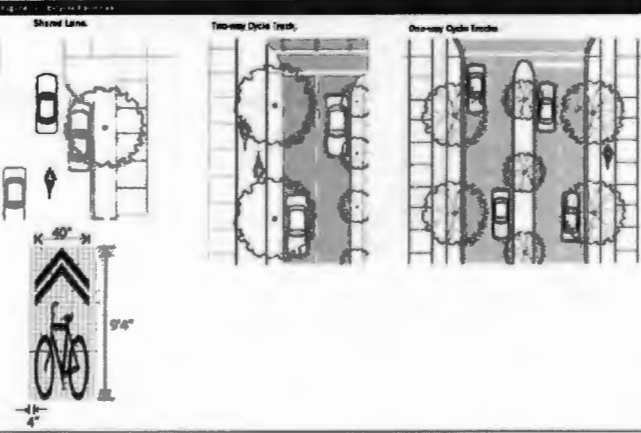 Shared Lane.
Two-way Cycle Track.
One-way Cycle Tracks
40"
9'4"
4"